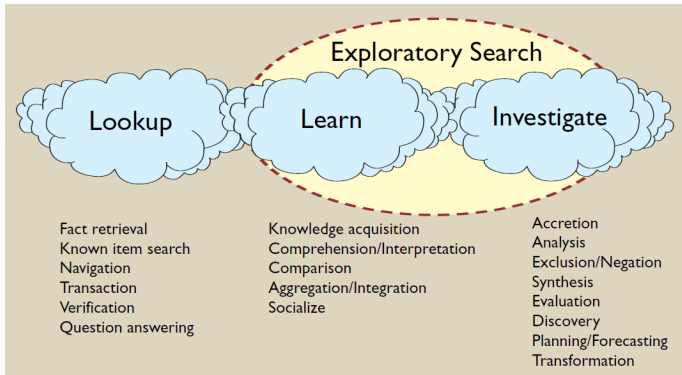 Exploratory Search
Lookup
Learn
Investigate
Fact retrieval
Known item search
Navigation
Transaction
Verification
Question answering
Knowledge acquisition
Comprehension/Interpretation
Comparison
Aggregation/Integration
Socialize
Accretion
Analysis
Exclusion/Negation
Synthesis
Evaluation
Discovery
Planning/Forecasting
Transformation